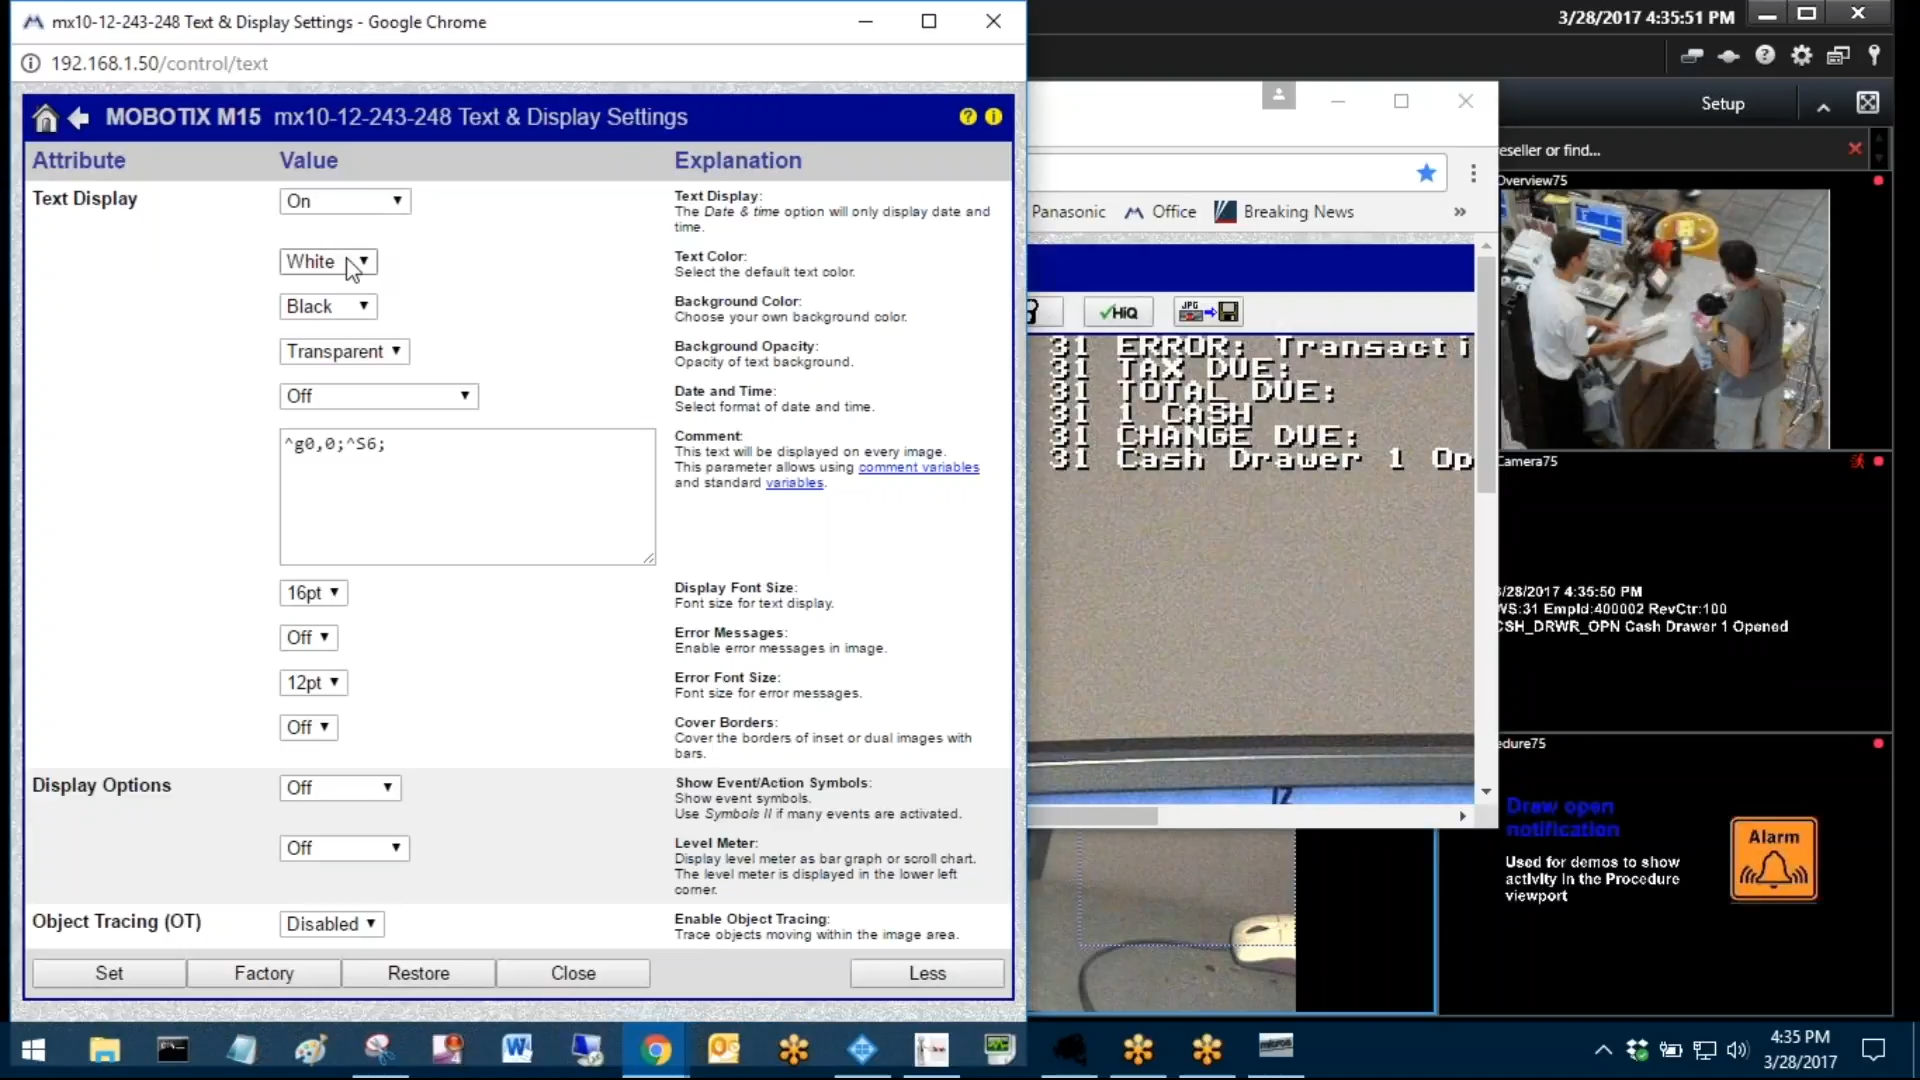 mx10-12-243-248 Text & Display Settings - Google Chrome
192.168.1.50/control/text
MOBOTIX M15 mx10-12-243-248 Text & Display Settings
? i
Attribute Value Explanation
Text Display
On
Text Display:
The Date & time option will only display date and
time.
White
Text Color:
Select the default text color.
Black
Background Color:
Choose your own background color.
Transparent
Background Opacity:
Opacity of text background.
Off
Date and Time:
Select format of date and time.
^g0,0;^S6;
Comment:
This text will be displayed on every image.
This parameter allows using comment variables
and standard variables.
16pt
Display Font Size:
Font size for text display.
Off
Error Messages:
Enable error messages in image.
12pt
Error Font Size:
Font size for error messages.
Off
Cover Borders:
Cover the borders of inset or dual images with
bars.
Display Options
Off
Show Event/Action Symbols:
Show event symbols.
Use Symbols II if many events are activated.
Off
Level Meter:
Display level meter as bar graph or scroll chart.
The level meter is displayed in the lower left
corner.
Object Tracing (OT)
Disabled
Enable Object Tracing:
Trace objects moving within the image area.
Set Factory Restore Close Less
Panasonic Office Breaking News »
HiQ JPG
31 ERROR: Transacti
31 TAX DUE:
31 TOTAL DUE:
31 1 CASH
31 CHANGE DUE:
31 Cash Drawer 1 Op
3/28/2017 4:35:51 PM
Setup
eseller or find...
Overview75
Camera75
3/28/2017 4:35:50 PM
WS:31 EmpId:400002 RevCtr:100
CSH_DRWR_OPN Cash Drawer 1 Opened
edure75
Draw open
notification
Used for demos to show
activity in the Procedure
viewport
Alarm
4:35 PM
3/28/2017